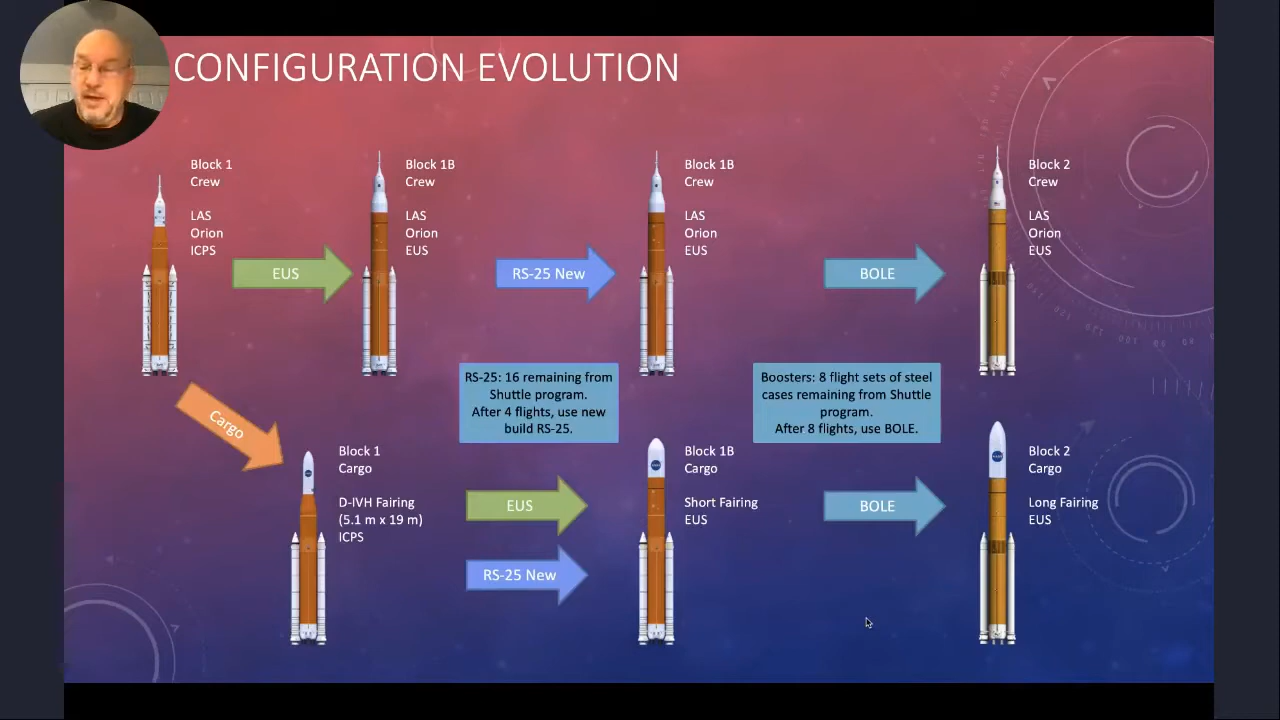 CONFIGURATION EVOLUTION
Block 1
Crew
LAS
Orion
ICPS
EUS
Block 1B
Crew
LAS
Orion
EUS
RS-25 New
Block 1B
Crew
LAS
Orion
EUS
BOLE
Block 2
Crew
LAS
Orion
EUS
Cargo
RS-25: 16 remaining from
Shuttle program.
After 4 flights, use new
build RS-25.
Boosters: 8 flight sets of steel
cases remaining from Shuttle
program.
After 8 flights, use BOLE.
Block 1
Cargo
D-IVH Fairing
(5.1 m x 19 m)
ICPS
EUS
RS-25 New
Block 1B
Cargo
Short Fairing
EUS
BOLE
Block 2
Cargo
Long Fairing
EUS